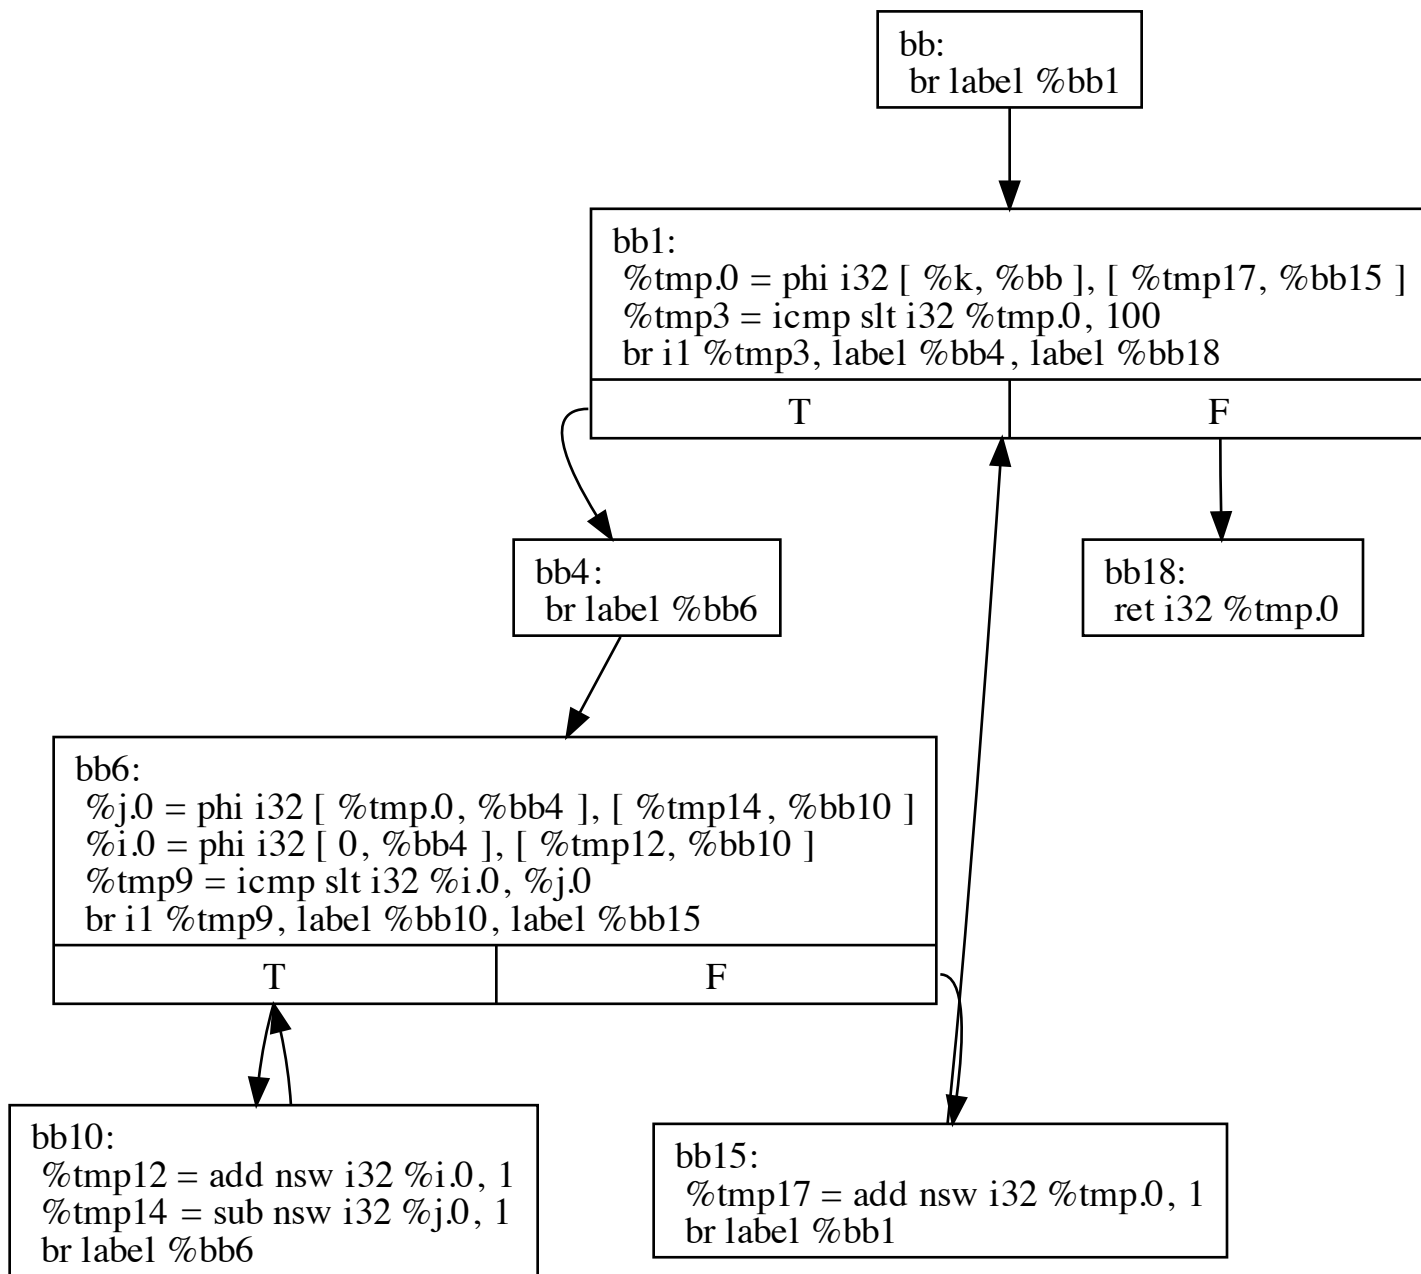 bb:
br label %bb1
bb1:
%tmp.0 = phi i32 [ %k, %bb ], [ %tmp17, %bb15 ]
%tmp3 = icmp slt i32 %tmp.0, 100
br i1 %tmp3, label %bb4, label %bb18
T F
bb4:
br label %bb6
bb18:
ret i32 %tmp.0
bb6:
%j.0 = phi i32 [ %tmp.0, %bb4 ], [ %tmp14, %bb10 ]
%i.0 = phi i32 [ 0, %bb4 ], [ %tmp12, %bb10 ]
%tmp9 = icmp slt i32 %i.0, %j.0
br i1 %tmp9, label %bb10, label %bb15
T F
bb10:
%tmp12 = add nsw i32 %i.0, 1
%tmp14 = sub nsw i32 %j.0, 1
br label %bb6
bb15:
%tmp17 = add nsw i32 %tmp.0, 1
br label %bb1